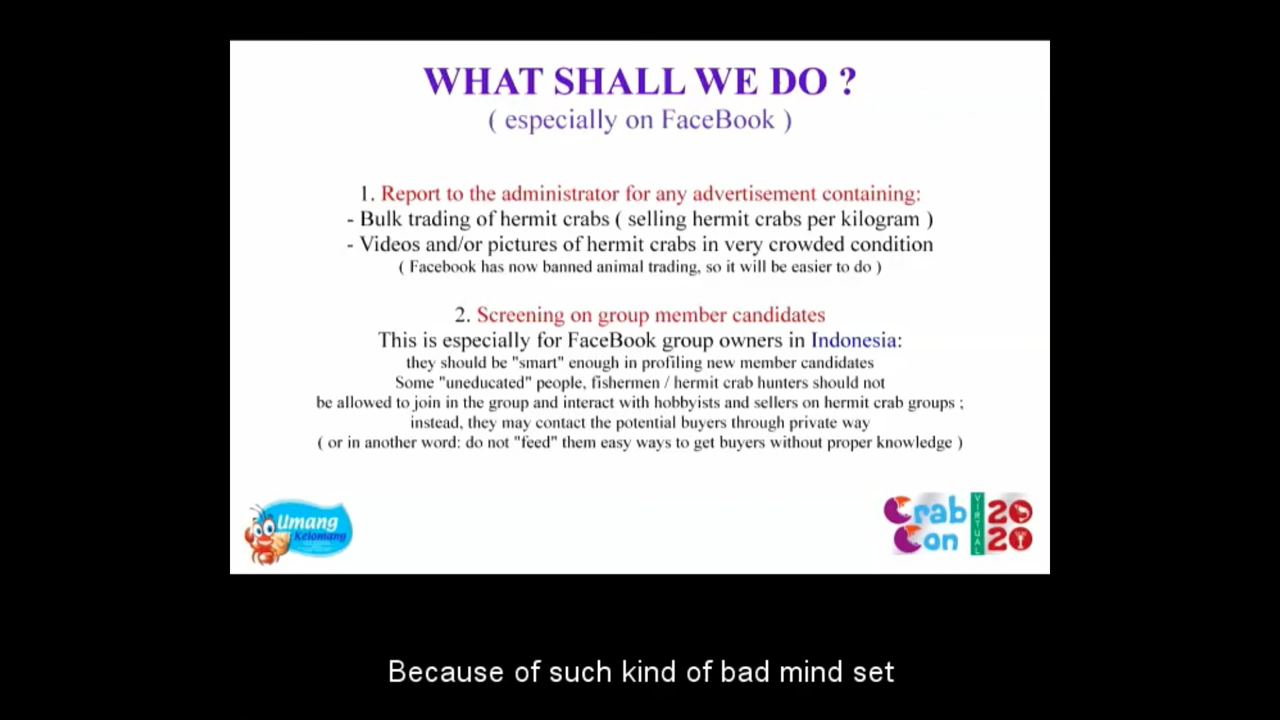 WHAT SHALL WE DO ?
( especially on FaceBook )
1. Report to the administrator for any advertisement containing:
- Bulk trading of hermit crabs ( selling hermit crabs per kilogram )
- Videos and/or pictures of hermit crabs in very crowded condition
( Facebook has now banned animal trading, so it will be easier to do )
2. Screening on group member candidates
This is especially for FaceBook group owners in Indonesia:
they should be "smart" enough in profiling new member candidates
Some "uneducated" people, fishermen / hermit crab hunters should not
be allowed to join in the group and interact with hobbyists and sellers on hermit crab groups ;
instead, they may contact the potential buyers through private way
( or in another word: do not "feed" them easy ways to get buyers without proper knowledge )
Umang
Kelomang
Crab
Con
VIRTUAL
20
20
Because of such kind of bad mind set